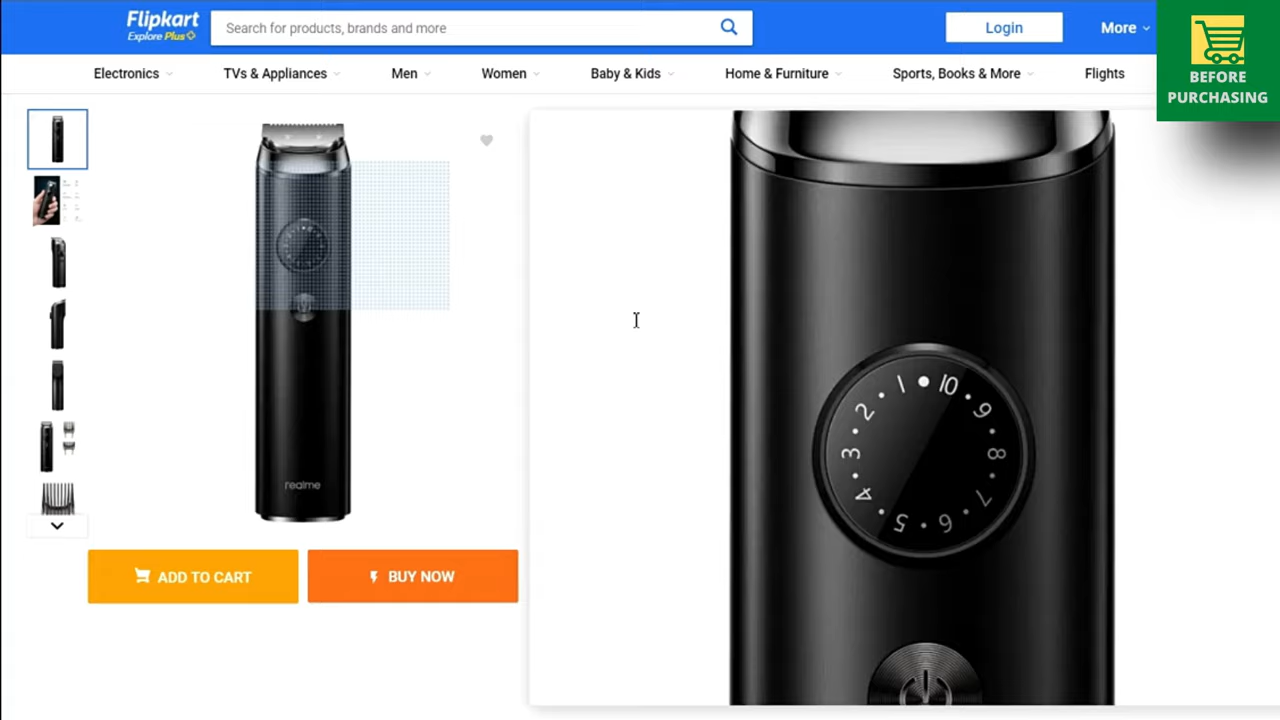 Flipkart
Explore Plus
Search for products, brands and more
Login
More
BEFORE
PURCHASING
Electronics
TVs & Appliances
Men
Women
Baby & Kids
Home & Furniture
Sports, Books & More
Flights
realme
1 10
2 9
3 8
4 7
5 6
ADD TO CART
BUY NOW